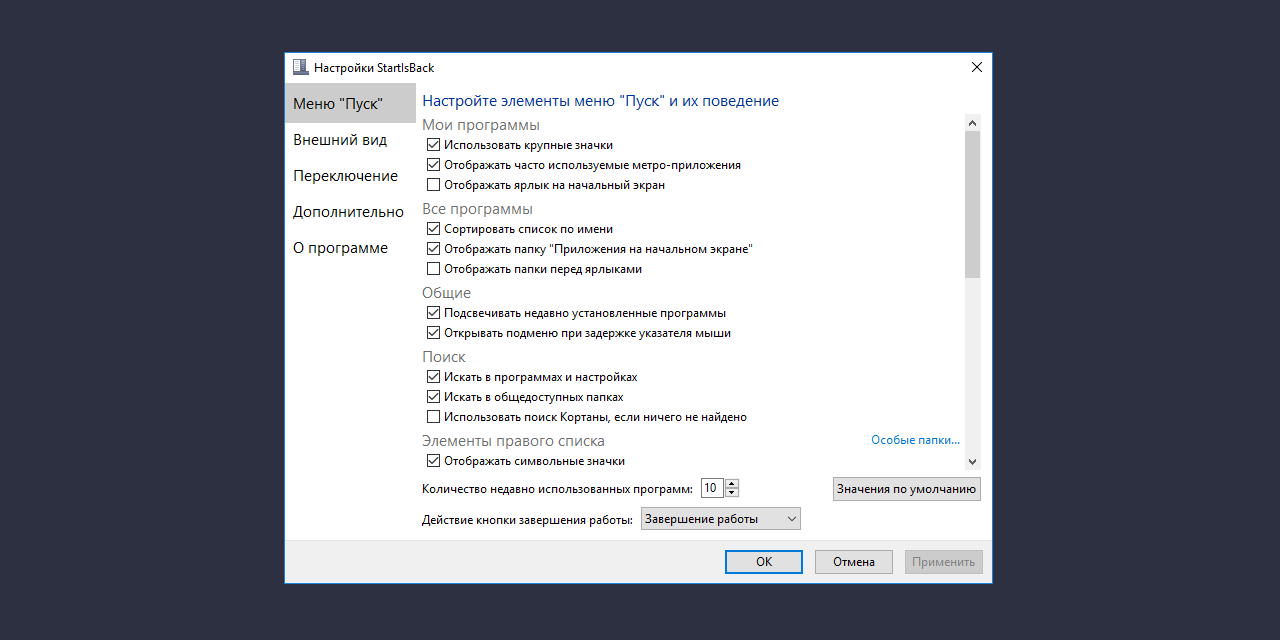 Настройки StartIsBack
Меню "Пуск"
Внешний вид
Переключение
Дополнительно
О программе
Настройте элементы меню "Пуск" и их поведение
Мои программы
Использовать крупные значки
Отображать часто используемые метро-приложения
Отображать ярлык на начальный экран
Все программы
Сортировать список по имени
Отображать папку "Приложения на начальном экране"
Отображать папки перед ярлыками
Общие
Подсвечивать недавно установленные программы
Открывать подменю при задержке указателя мыши
Поиск
Искать в программах и настройках
Искать в общедоступных папках
Использовать поиск Кортаны, если ничего не найдено
Элементы правого списка Особые папки...
Отображать символьные значки
Количество недавно использованных программ: 10 Значения по умолчанию
Действие кнопки завершения работы: Завершение работы
ОК Отмена Применить